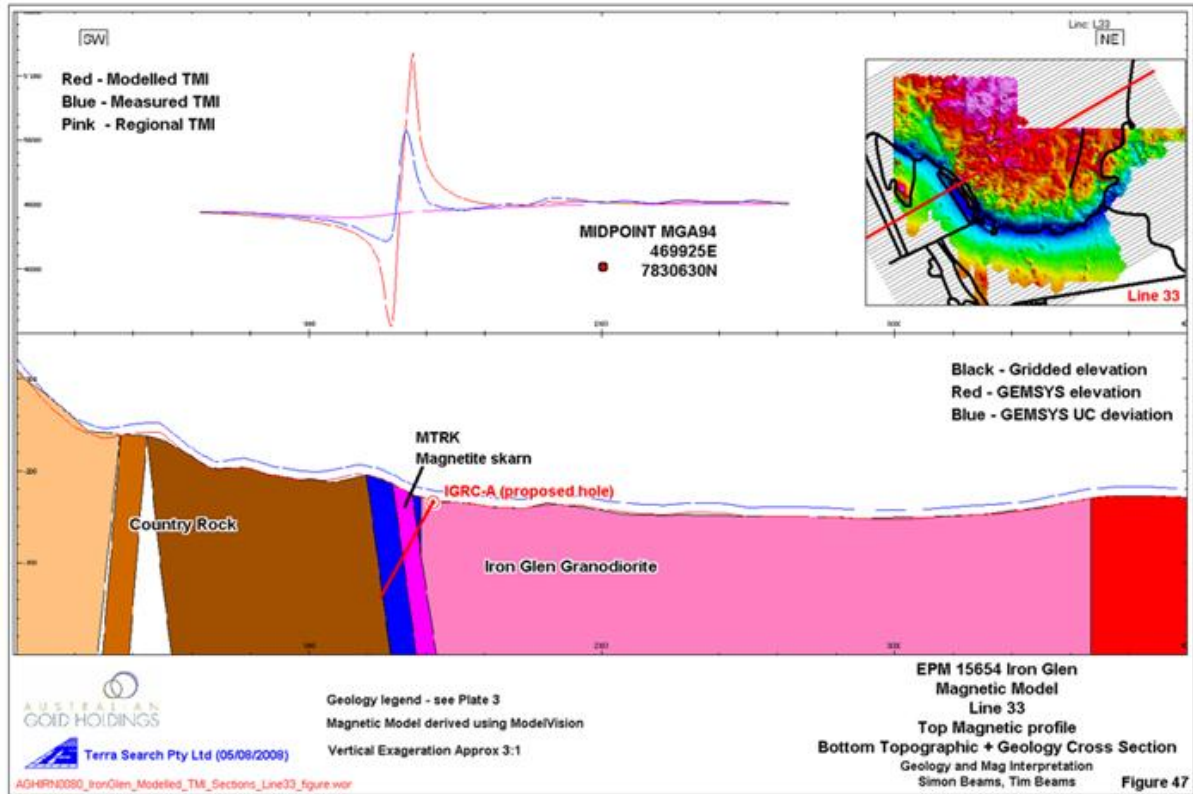 Line: L33
SW
NE
Red - Modelled TMI
Blue - Measured TMI
Pink - Regional TMI
MIDPOINT MGA94
469925E
7830630N
Line 33
Black - Gridded elevation
Red - GEMSYS elevation
Blue - GEMSYS UC deviation
MTRK
Magnetite skarn
IGRC-A (proposed hole)
Country Rock
Iron Glen Granodiorite
AUSTRALIAN
GOLD HOLDINGS
Terra Search Pty Ltd (05/08/2008)
AGHIRN0080_IronGlen_Modelled_TMI_Sections_Line33_figure.wor
Geology legend - see Plate 3
Magnetic Model derived using ModelVision
Vertical Exageration Approx 3:1
EPM 15654 Iron Glen
Magnetic Model
Line 33
Top Magnetic profile
Bottom Topographic + Geology Cross Section
Geology and Mag Interpretation
Simon Beams, Tim Beams
Figure 47